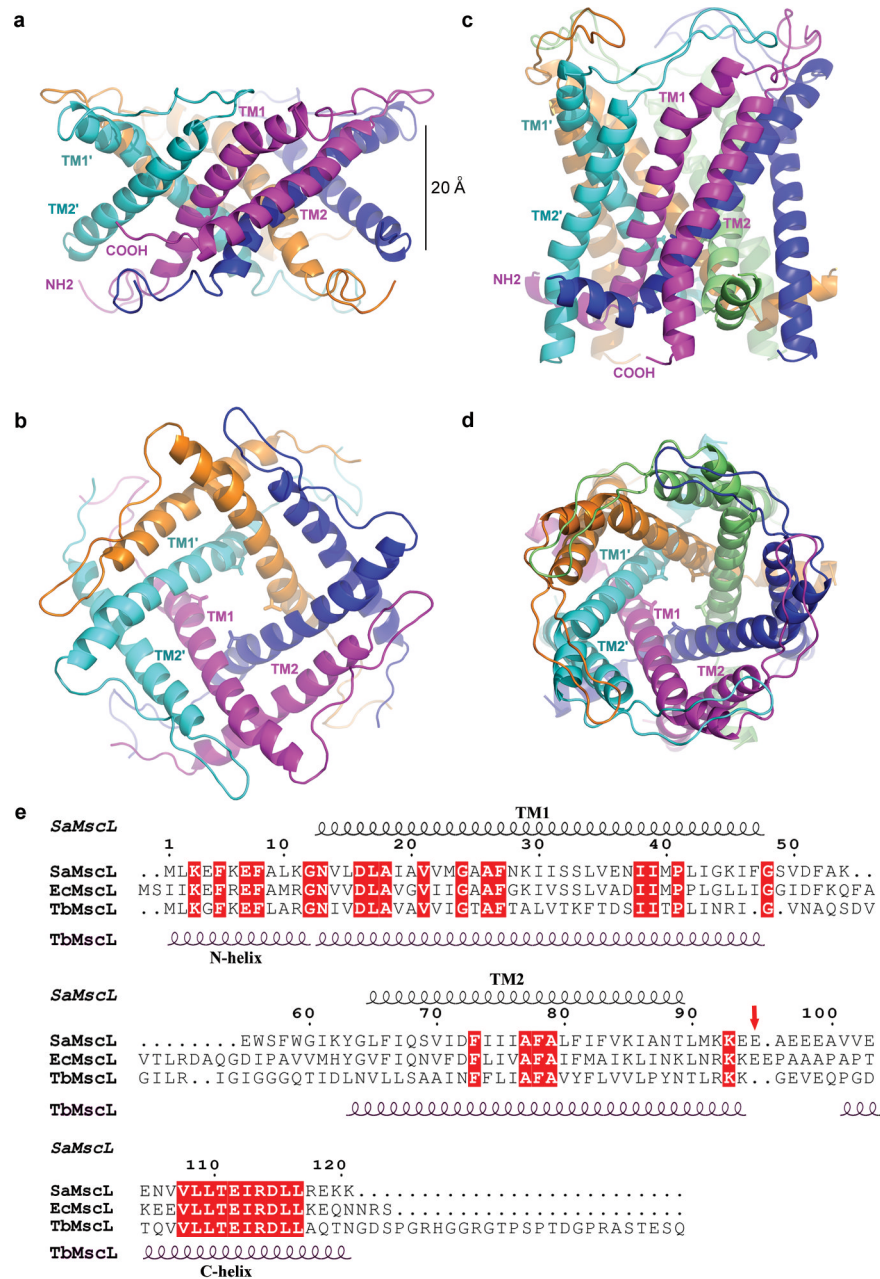 a
TM1
TM1'
TM2'
TM2
COOH
NH2
20 Å
c
TM1
TM1'
TM2'
TM2
NH2
COOH
b
TM1'
TM1
TM2'
TM2
d
TM1'
TM1
TM2'
TM2
e
SaMscL TM1
1 10 20 30 40 50
SaMscL ..MLKEFKEFALKGNVLDLAIAVVMGAAFNKIISSLVENIIMPLIGKIFGSVDFAK..
EcMscL MSIIKEFREFAMRGNVVDLAVGVIIGAAFGKIVSSLVADIIMPPLGLLIGGIDFKQFA
TbMscL ..MLKGFKEFLARGNIVDLAVAVVIGTAFTALVTKFTDSIITPLINRI.G.VNAQSDV
TbMscL N-helix
SaMscL TM2
60 70 80 90 100
SaMscL ........EWSFWGIKYGLFIQSVIDFIIIAFALFIFVKIANTLMKKEE.AEEEAVVE
EcMscL VTLRDAQGDIPAVVMHYGVFIQNVFDFLIVAFAIFMAIKLINKLNRKKEEPAAAPAPT
TbMscL GILR..IGIGGGQTIDLNVLLSAAINFFLIAFAVYFLVVLPYNTLRKK..GEVEQPGD
TbMscL
SaMscL
110 120
SaMscL ENVVLLTEIRDLLREKK..........................
EcMscL KEEVLLTEIRDLLKEQNNRS.......................
TbMscL TQVVLLTEIRDLLAQTNGDSPGRHGGRGTPSPTDGPRASTESQ
TbMscL
C-helix